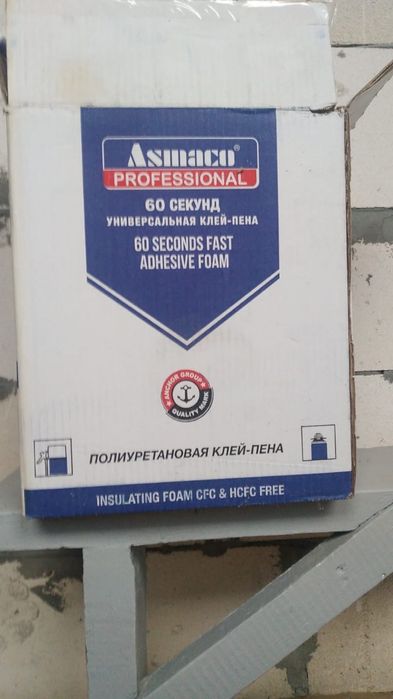 Asmaco®
PROFESSIONAL
60 СЕКУНД
УНИВЕРСАЛЬНАЯ КЛЕЙ-ПЕНА
60 SECONDS FAST
ADHESIVE FOAM
ANCHOR GROUP
QUALITY MARK
ПОЛИУРЕТАНОВАЯ КЛЕЙ-ПЕНА
INSULATING FOAM CFC & HCFC FREE